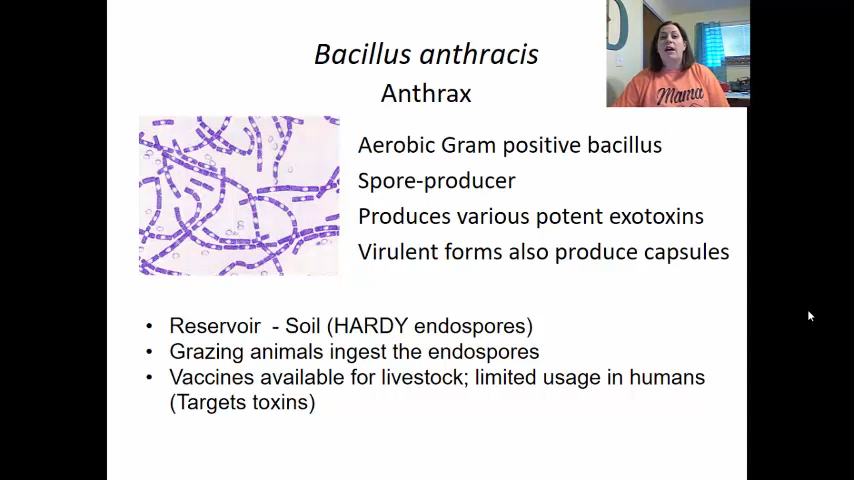 Bacillus anthracis
Anthrax
Mama
Aerobic Gram positive bacillus
Spore-producer
Produces various potent exotoxins
Virulent forms also produce capsules
• Reservoir - Soil (HARDY endospores)
• Grazing animals ingest the endospores
• Vaccines available for livestock; limited usage in humans
(Targets toxins)